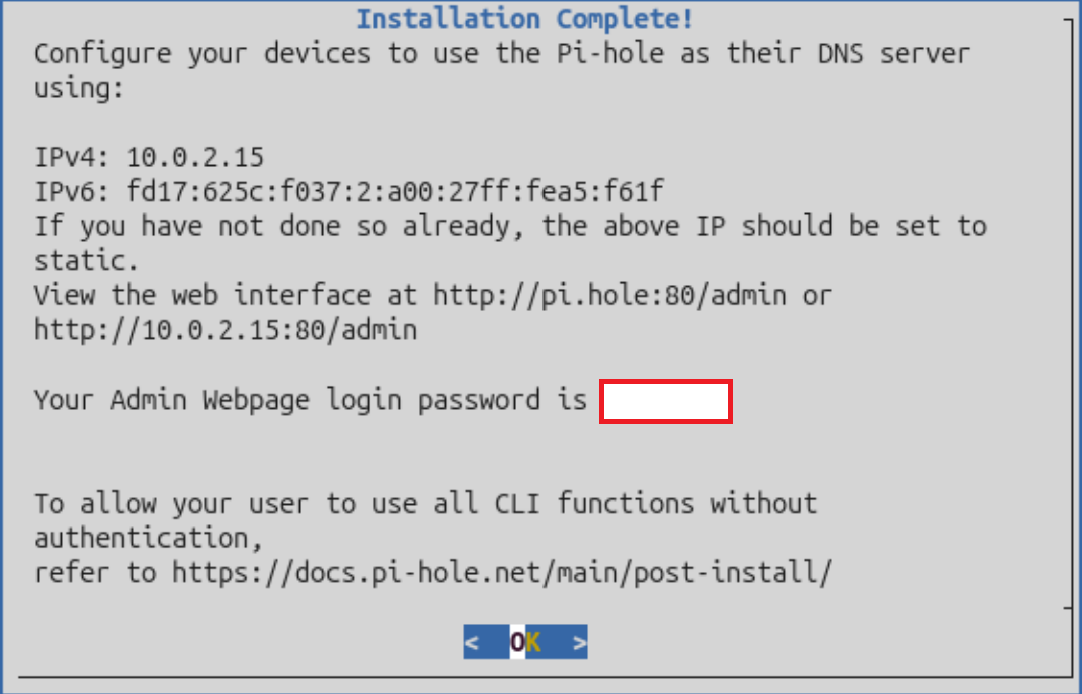 Installation Complete!
Configure your devices to use the Pi-hole as their DNS server
using:
IPv4: 10.0.2.15
IPv6: fd17:625c:f037:2:a00:27ff:fea5:f61f
If you have not done so already, the above IP should be set to
static.
View the web interface at http://pi.hole:80/admin or
http://10.0.2.15:80/admin
Your Admin Webpage login password is
To allow your user to use all CLI functions without
authentication,
refer to https://docs.pi-hole.net/main/post-install/
< OK >